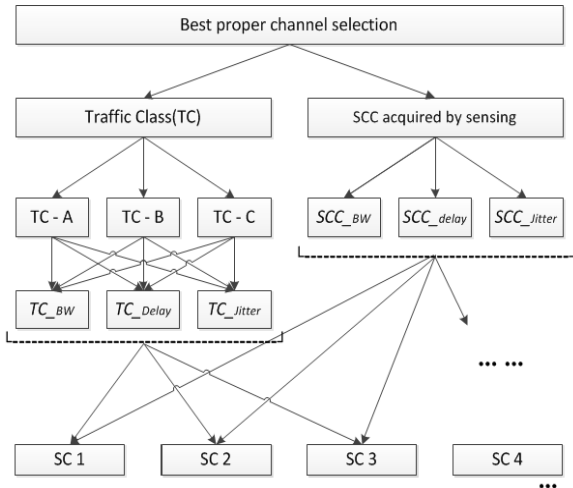 Best proper channel selection
Traffic Class(TC)
SCC acquired by sensing
TC - A
TC - B
TC - C
SCC_BW
SCC_delay
SCC_Jitter
TC_BW
TC_Delay
TC_Jitter
... ...
SC 1
SC 2
SC 3
SC 4
...